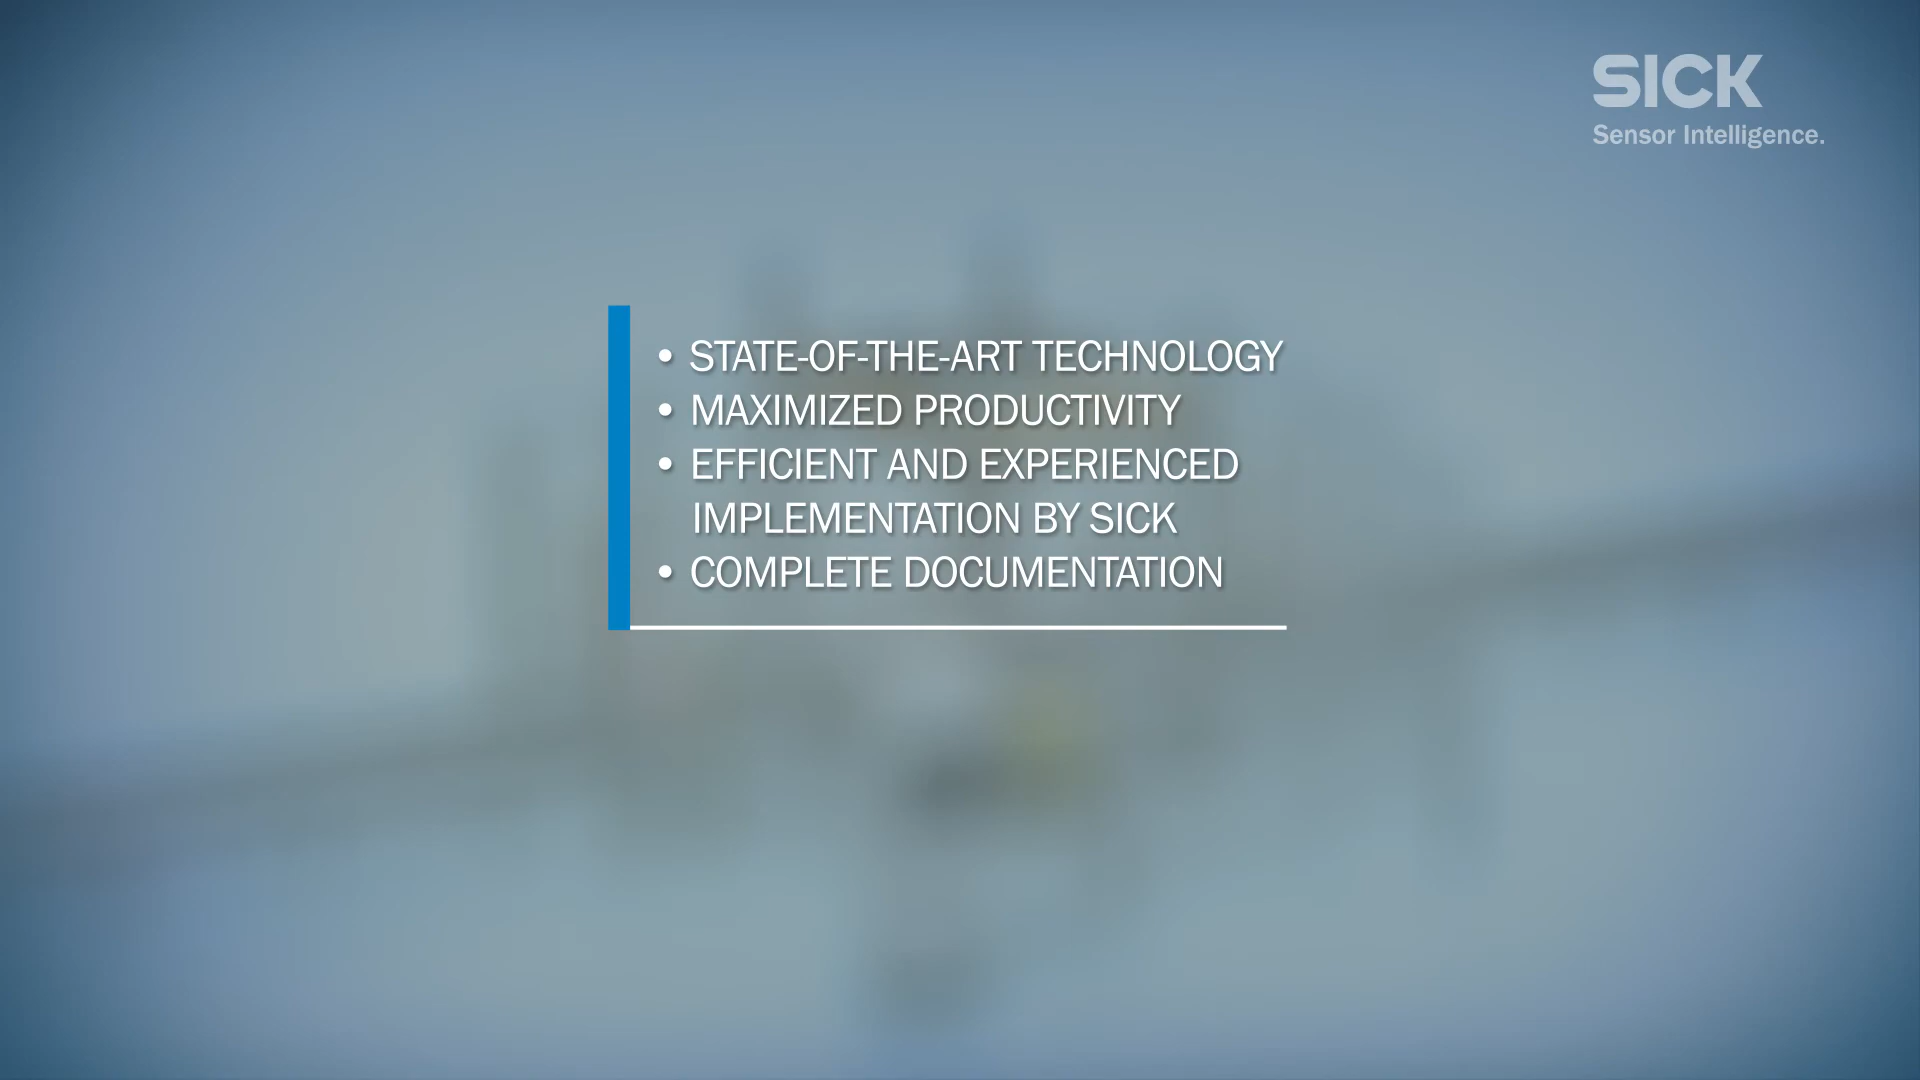 SICK
Sensor Intelligence.
• STATE-OF-THE-ART TECHNOLOGY
• MAXIMIZED PRODUCTIVITY
• EFFICIENT AND EXPERIENCED
IMPLEMENTATION BY SICK
• COMPLETE DOCUMENTATION